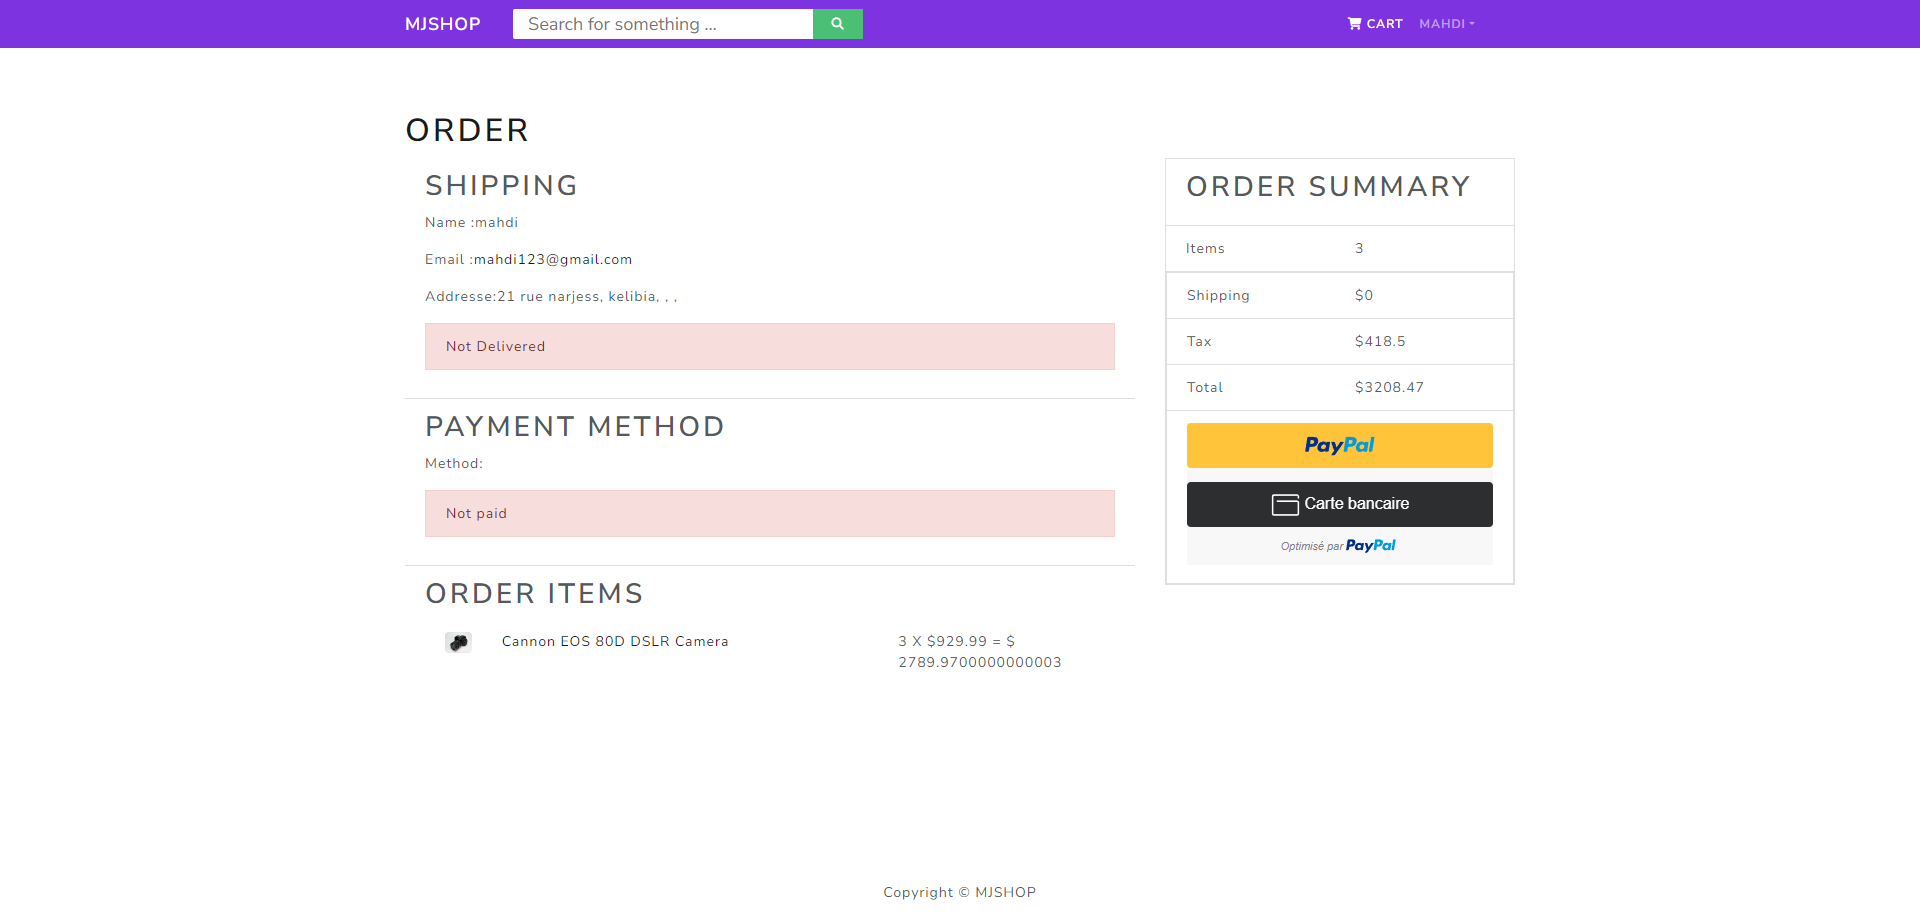 MJSHOP
Search for something ...
CART
MAHDI
ORDER
SHIPPING
Name :mahdi
Email :mahdi123@gmail.com
Addresse:21 rue narjess, kelibia, , ,
Not Delivered
PAYMENT METHOD
Method:
Not paid
ORDER ITEMS
Cannon EOS 80D DSLR Camera
3 X $929.99 = $
2789.9700000000003
ORDER SUMMARY
Items 3
Shipping $0
Tax $418.5
Total $3208.47
PayPal
Carte bancaire
Optimisé par PayPal
Copyright © MJSHOP